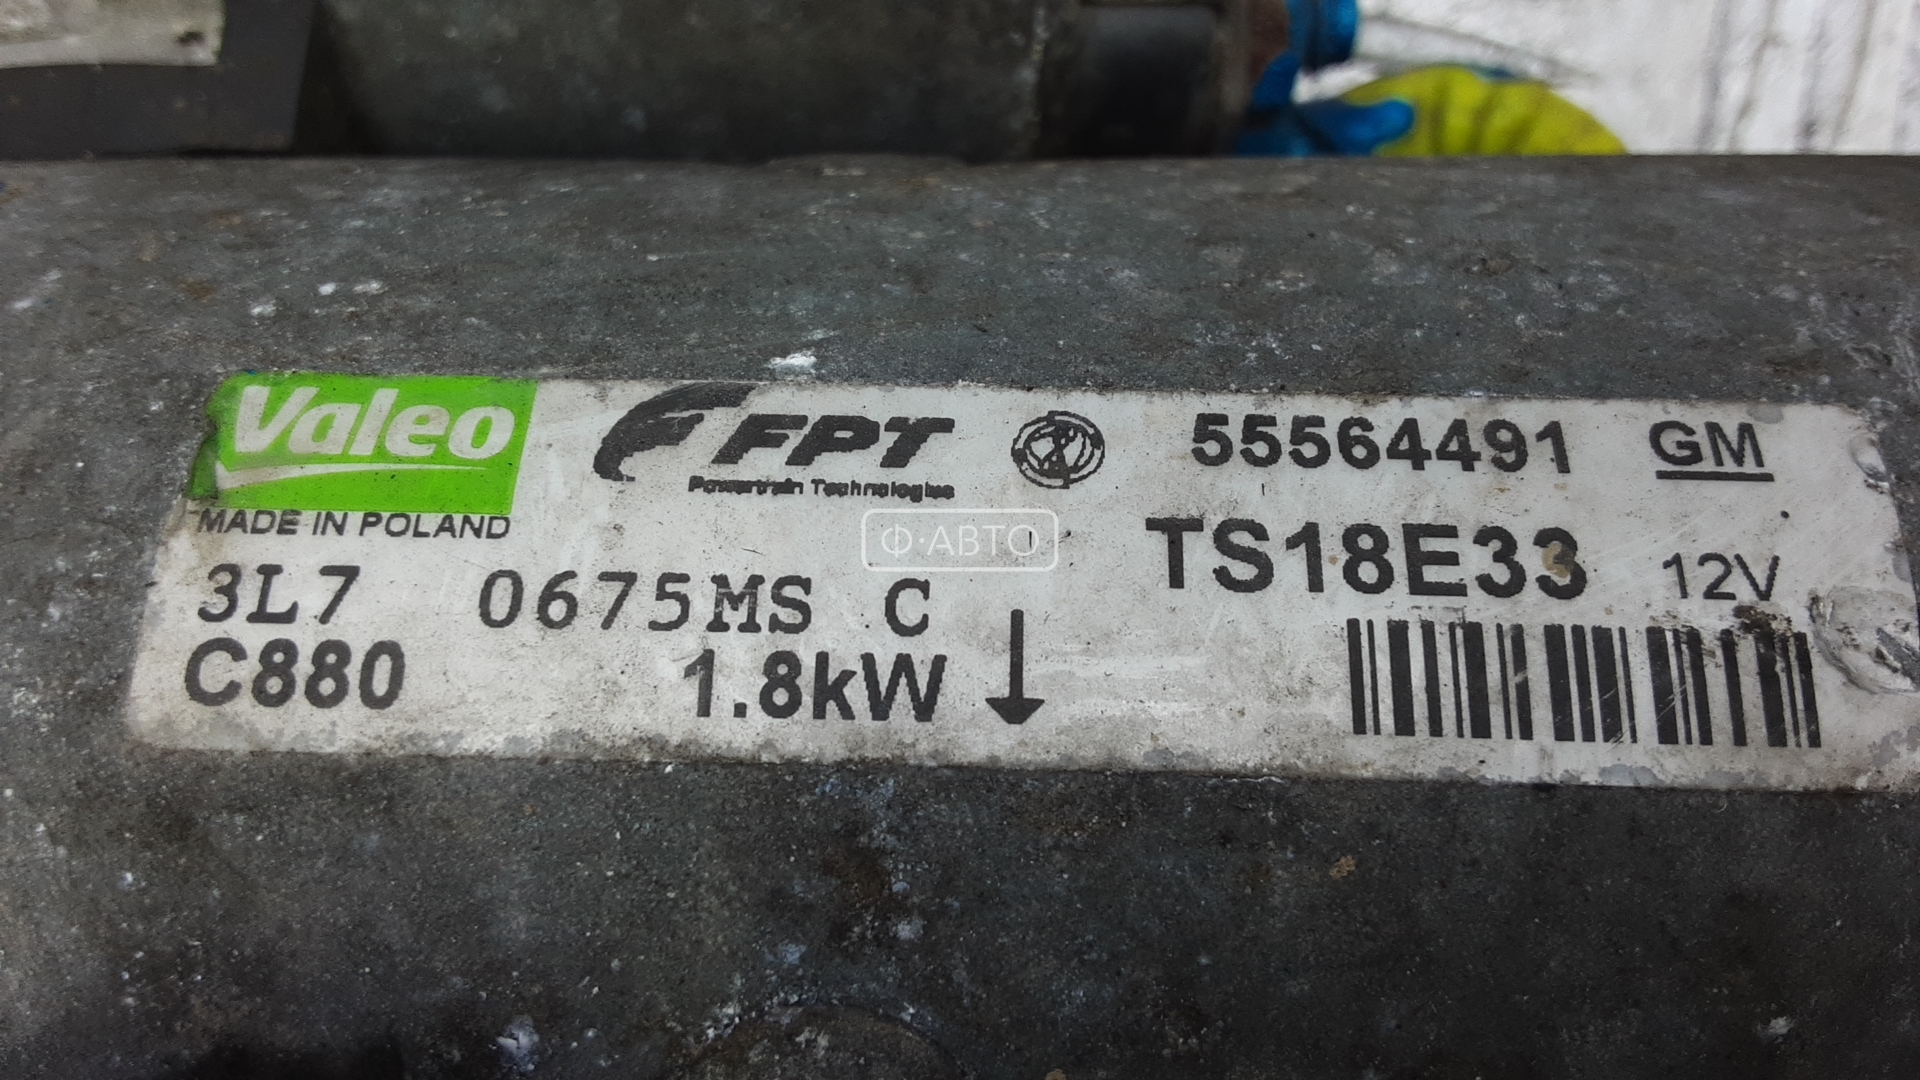 Valeo FPT 55564491 GM
Powertrain Technologies
MADE IN POLAND
Ф·АВТО
TS18E33 12V
3L7 0675MS C
C880 1.8kW